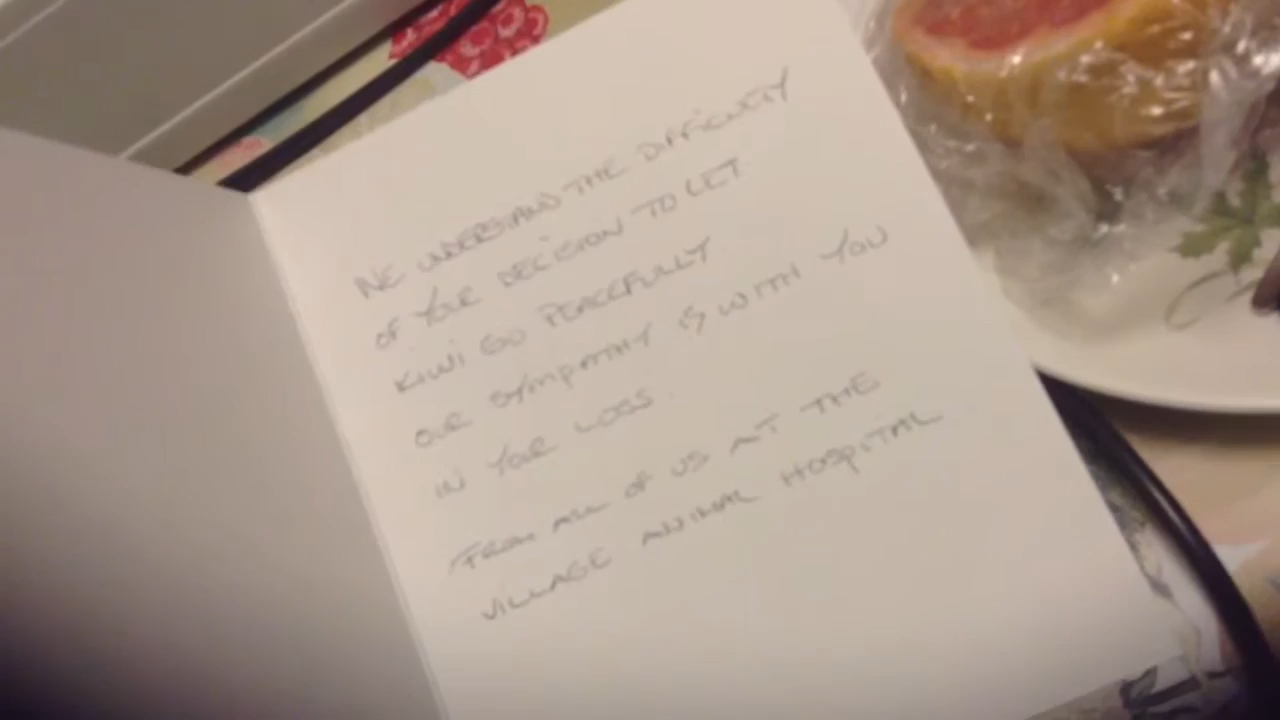 WE UNDERSTAND THE DIFFICULTY
OF YOUR DECISION TO LET
KIWI GO PEACEFULLY
OUR SYMPATHY IS WITH YOU
IN YOUR LOSS
FROM ALL OF US AT THE
VILLAGE ANIMAL HOSPITAL